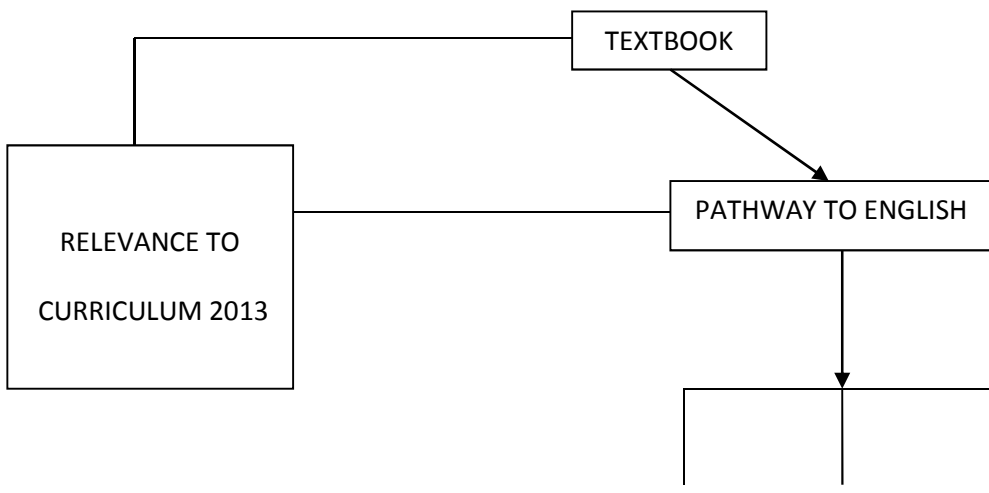 TEXTBOOK
PATHWAY TO ENGLISH
RELEVANCE TO
CURRICULUM 2013